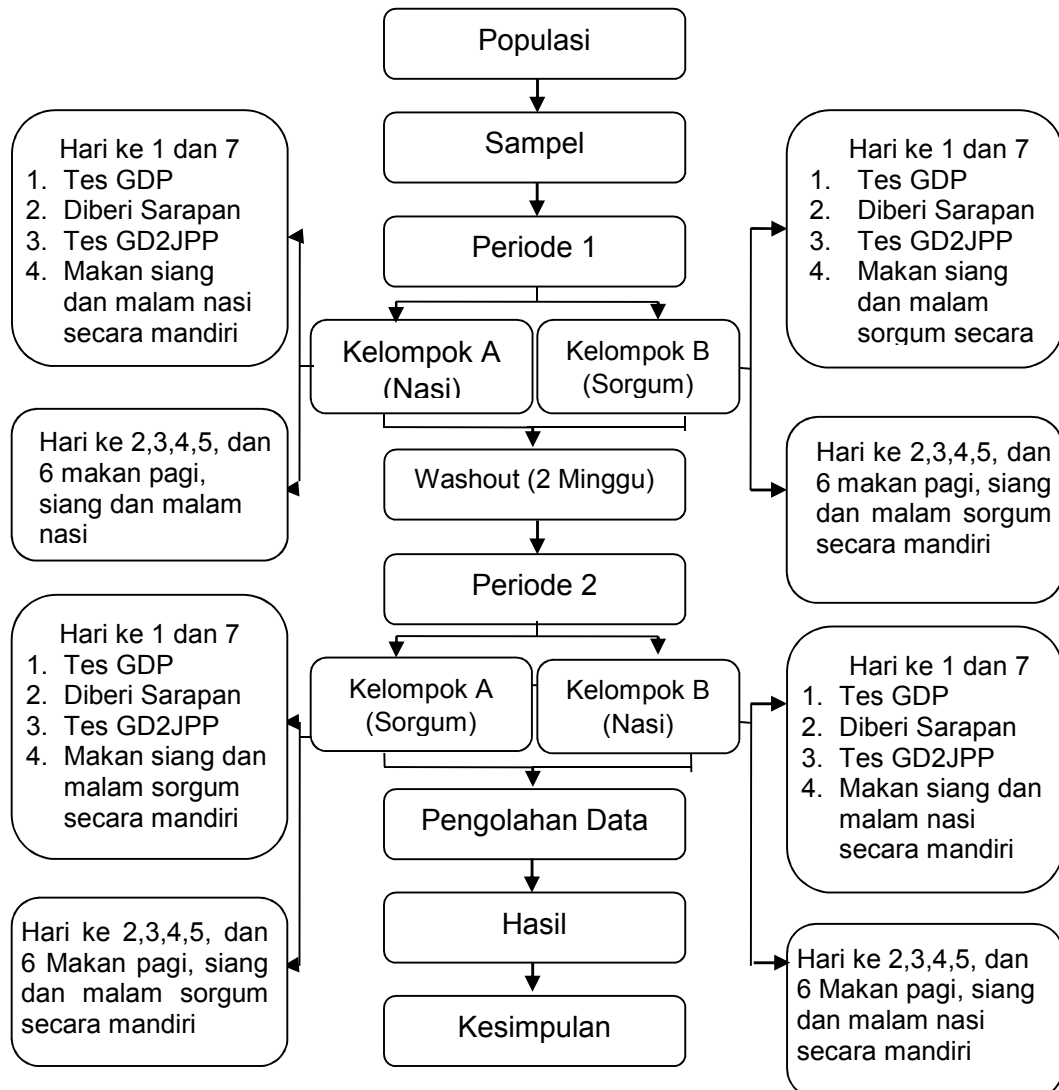 Populasi
Sampel
Periode 1
Hari ke 1 dan 7
1. Tes GDP
2. Diberi Sarapan
3. Tes GD2JPP
4. Makan siang
dan malam nasi
secara mandiri
Hari ke 2,3,4,5, dan
6 makan pagi,
siang dan malam
nasi
Kelompok A
(Nasi)
Kelompok B
(Sorgum)
Hari ke 1 dan 7
1. Tes GDP
2. Diberi Sarapan
3. Tes GD2JPP
4. Makan siang
dan malam
sorgum secara
Hari ke 2,3,4,5, dan
6 makan pagi, siang
dan malam sorgum
secara mandiri
Washout (2 Minggu)
Periode 2
Hari ke 1 dan 7
1. Tes GDP
2. Diberi Sarapan
3. Tes GD2JPP
4. Makan siang dan
malam sorgum
secara mandiri
Hari ke 2,3,4,5, dan
6 Makan pagi, siang
dan malam sorgum
secara mandiri
Kelompok A
(Sorgum)
Kelompok B
(Nasi)
Hari ke 1 dan 7
1. Tes GDP
2. Diberi Sarapan
3. Tes GD2JPP
4. Makan siang dan
malam nasi
secara mandiri
Hari ke 2,3,4,5, dan
6 Makan pagi, siang
dan malam nasi
secara mandiri
Pengolahan Data
Hasil
Kesimpulan